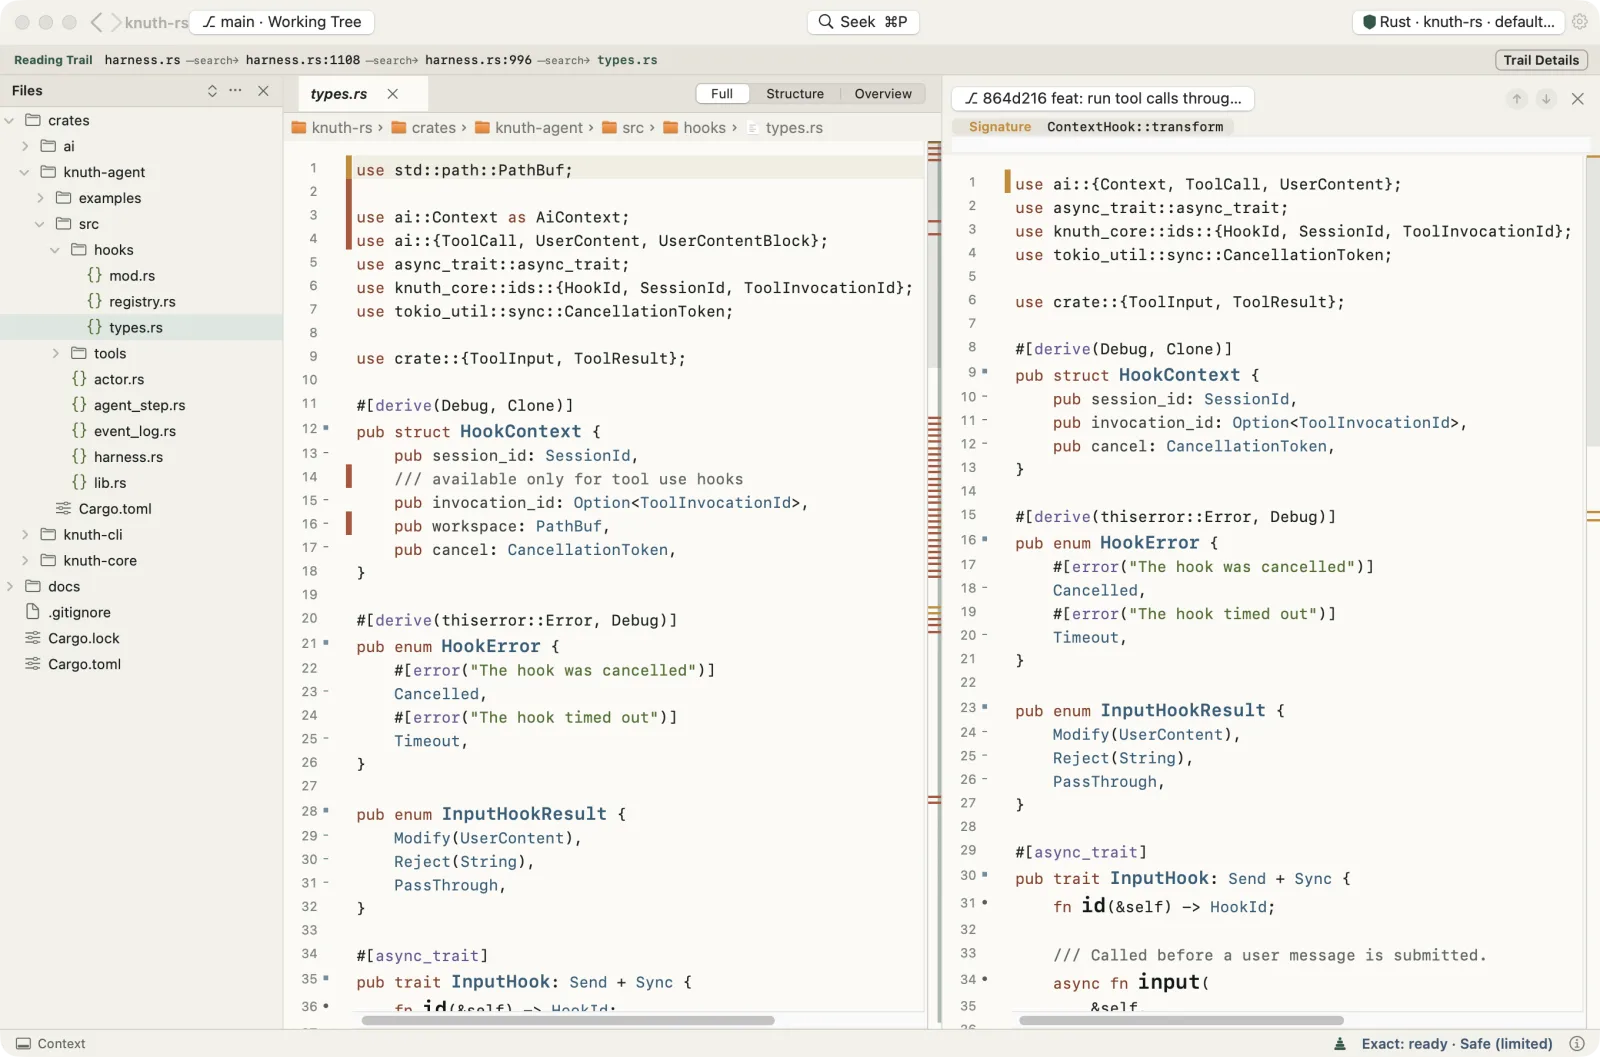 knuth-rs
main · Working Tree
Seek ⌘P
Rust · knuth-rs · default...
Reading Trail harness.rs —search→ harness.rs:1108 —search→ harness.rs:996 —search→ types.rs
Trail Details
Files
crates
ai
knuth-agent
examples
src
hooks
{} mod.rs
{} registry.rs
{} types.rs
tools
{} actor.rs
{} agent_step.rs
{} event_log.rs
{} harness.rs
{} lib.rs
Cargo.toml
knuth-cli
knuth-core
docs
.gitignore
Cargo.lock
Cargo.toml
types.rs
Full Structure Overview
knuth-rs › crates › knuth-agent › src › hooks › types.rs
1 use std::path::PathBuf;
2
3 use ai::Context as AiContext;
4 use ai::{ToolCall, UserContent, UserContentBlock};
5 use async_trait::async_trait;
6 use knuth_core::ids::{HookId, SessionId, ToolInvocationId};
7 use tokio_util::sync::CancellationToken;
8
9 use crate::{ToolInput, ToolResult};
10
11 #[derive(Debug, Clone)]
12 pub struct HookContext {
13 pub session_id: SessionId,
14 /// available only for tool use hooks
15 pub invocation_id: Option<ToolInvocationId>,
16 pub workspace: PathBuf,
17 pub cancel: CancellationToken,
18 }
19
20 #[derive(thiserror::Error, Debug)]
21 pub enum HookError {
22 #[error("The hook was cancelled")]
23 Cancelled,
24 #[error("The hook timed out")]
25 Timeout,
26 }
27
28 pub enum InputHookResult {
29 Modify(UserContent),
30 Reject(String),
31 PassThrough,
32 }
33
34 #[async_trait]
35 pub trait InputHook: Send + Sync {
36 fn id(&self) -> HookId;
864d216 feat: run tool calls throug...
Signature ContextHook::transform
1 use ai::{Context, ToolCall, UserContent};
2 use async_trait::async_trait;
3 use knuth_core::ids::{HookId, SessionId, ToolInvocationId};
4 use tokio_util::sync::CancellationToken;
5
6 use crate::{ToolInput, ToolResult};
7
8 #[derive(Debug, Clone)]
9 pub struct HookContext {
10 pub session_id: SessionId,
11 pub invocation_id: Option<ToolInvocationId>,
12 pub cancel: CancellationToken,
13 }
14
15 #[derive(thiserror::Error, Debug)]
16 pub enum HookError {
17 #[error("The hook was cancelled")]
18 Cancelled,
19 #[error("The hook timed out")]
20 Timeout,
21 }
22
23 pub enum InputHookResult {
24 Modify(UserContent),
25 Reject(String),
26 PassThrough,
27 }
28
29 #[async_trait]
30 pub trait InputHook: Send + Sync {
31 fn id(&self) -> HookId;
32
33 /// Called before a user message is submitted.
34 async fn input(
35 &self
Context
Exact: ready · Safe (limited)